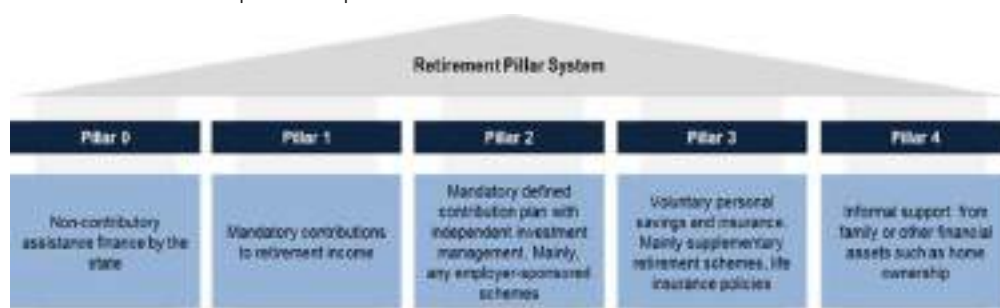 Retirement Pillar System
Pillar 0
Pillar 1
Pillar 2
Pillar 3
Pillar 4
Non-contributory
assistance finance by the
state
Mandatory contributions
to retirement income
Mandatory defined
contribution plan with
independent investment
management. Mainly,
any employer-sponsored
schemes
Voluntary personal
savings and insurance.
Mainly supplementary
retirement schemes, life
insurance policies
Informal support from
family or other financial
assets such as home
ownership